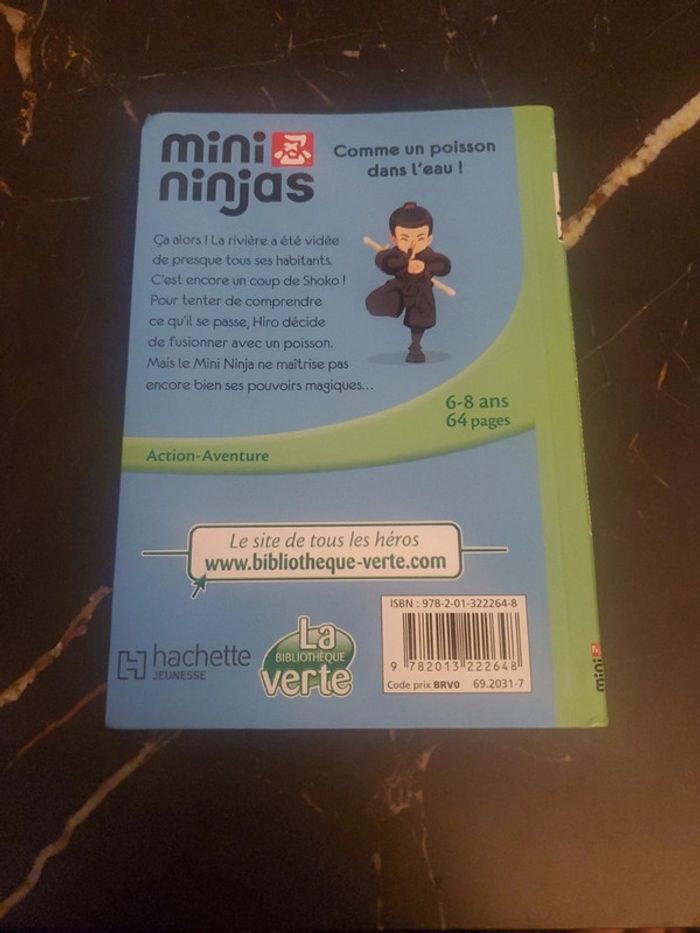 mini 忍
ninjas
Comme un poisson
dans l'eau !
Ça alors ! La rivière a été vidée
de presque tous ses habitants.
C'est encore un coup de Shoko !
Pour tenter de comprendre
ce qu'il se passe, Hiro décide
de fusionner avec un poisson.
Mais le Mini Ninja ne maîtrise pas
encore bien ses pouvoirs magiques...
6-8 ans
64 pages
Action-Aventure
Le site de tous les héros
www.bibliotheque-verte.com
hachette
JEUNESSE
La
BIBLIOTHÈQUE
verte
ISBN : 978-2-01-322264-8
9 782013 222648
Code prix BRV0 69.2031-7
mini